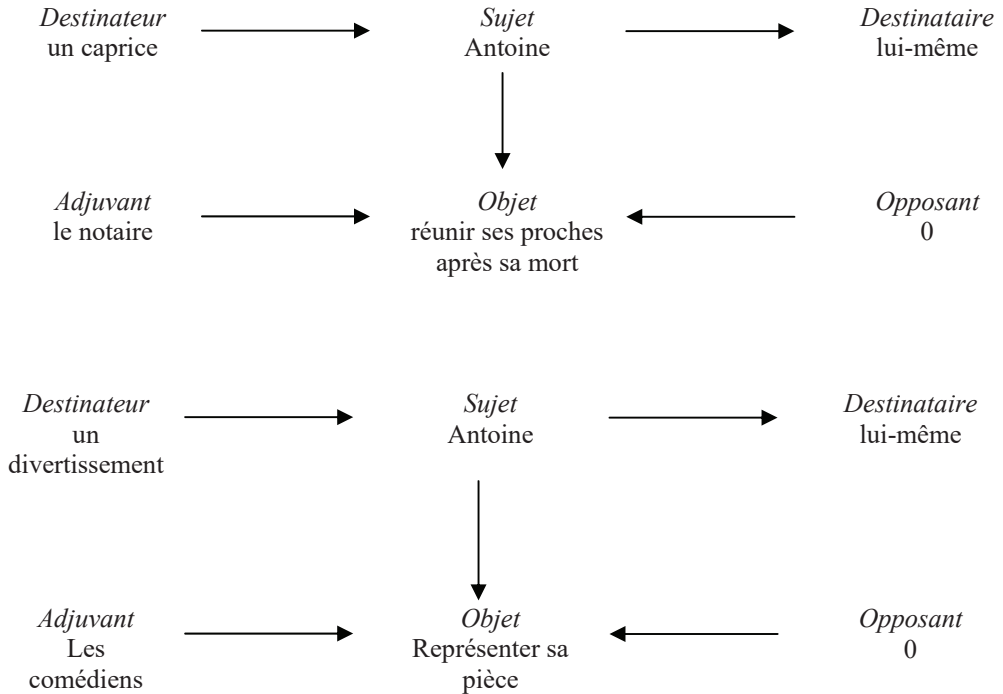 Destinateur
un caprice
Sujet
Antoine
Destinataire
lui-même
Adjuvant
le notaire
Objet
réunir ses proches
après sa mort
Opposant
0
Destinateur
un
divertissement
Sujet
Antoine
Destinataire
lui-même
Adjuvant
Les
comédiens
Objet
Représenter sa
pièce
Opposant
0